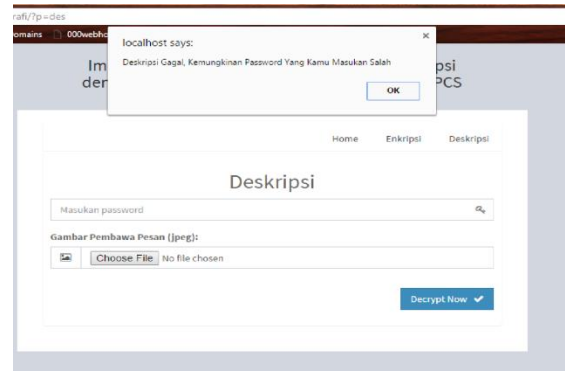 rafi/?p=des
omains 000webho
localhost says:
Deskripsi Gagal, Kemungkinan Password Yang Kamu Masukan Salah
OK
Im psi
der PCS
Home Enkripsi Deskripsi
Deskripsi
Masukan password
Gambar Pembawa Pesan (jpeg):
Choose File No file chosen
Decrypt Now